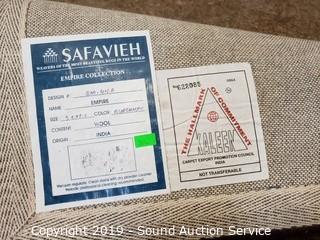 SAFAVIEH
WEAVERS OF THE MOST BEAUTIFUL RUGS IN THE WORLD
EMPIRE COLLECTION
DESIGN #
NAME EMPIRE
SIZE COLOR
CONTENT WOOL
ORIGIN INDIA
THE HALLMARK OF COMMITMENT
KALEEN
CARPET EXPORT PROMOTION COUNCIL
INDIA
NOT TRANSFERABLE
Copyright 2019 - Sound Auction Service